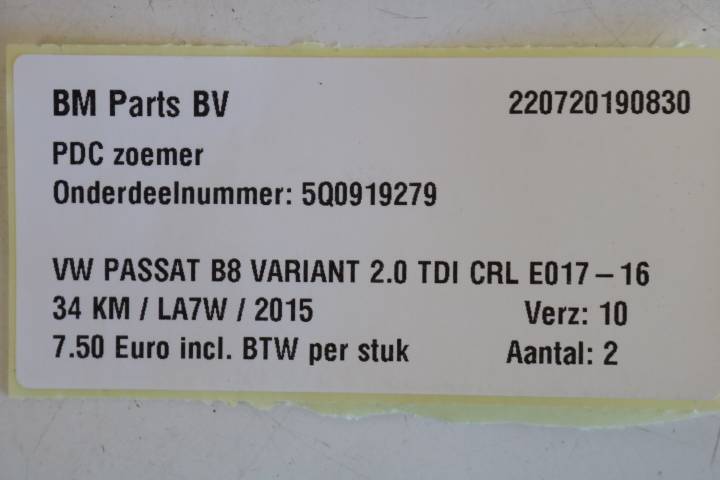 BM Parts BV 220720190830
PDC zoemer
Onderdeelnummer: 5Q0919279
VW PASSAT B8 VARIANT 2.0 TDI CRL E017 – 16
34 KM / LA7W / 2015 Verz: 10
7.50 Euro incl. BTW per stuk Aantal: 2